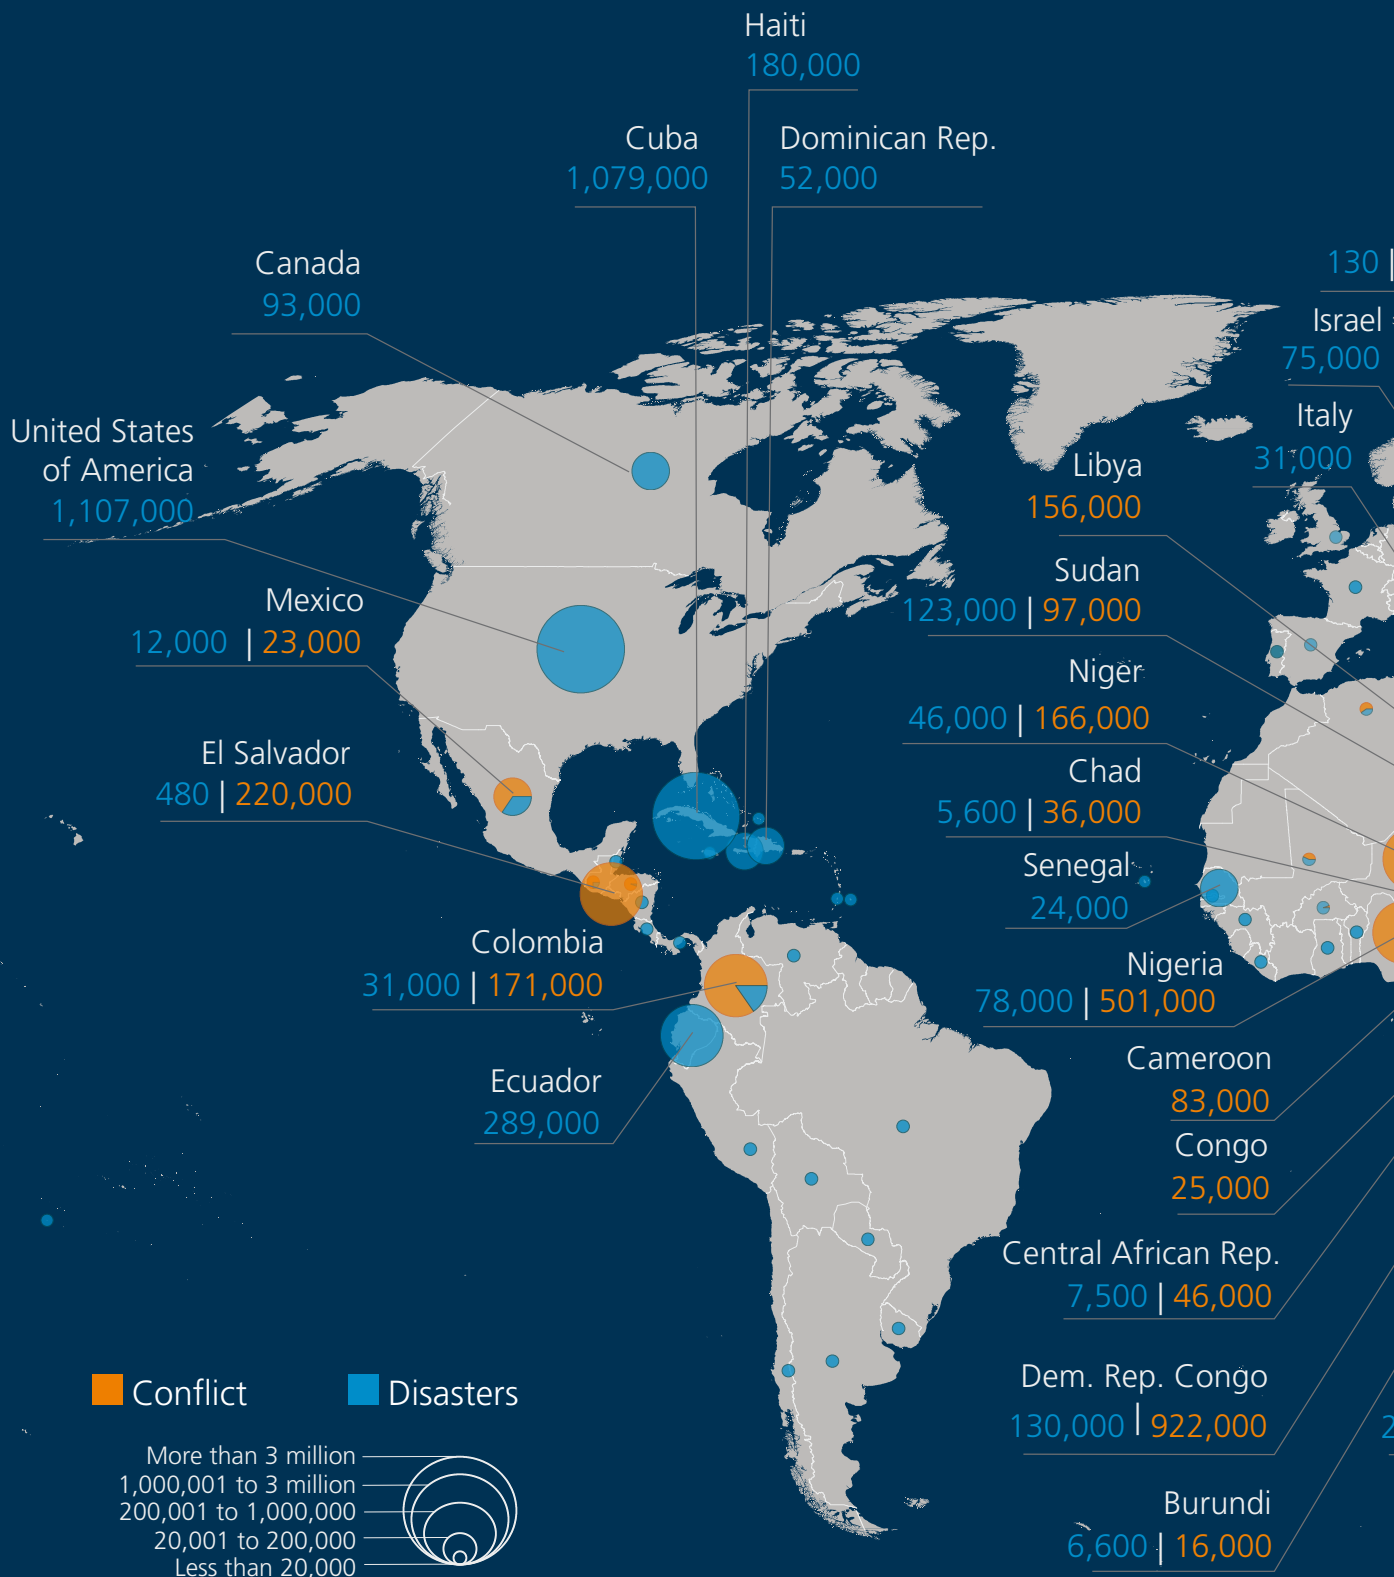 Haiti
180,000
Cuba
1,079,000
Dominican Rep.
52,000
Canada
93,000
130 |
Israel
75,000
Italy
31,000
United States
of America
1,107,000
Libya
156,000
Sudan
123,000 | 97,000
Mexico
12,000 | 23,000
Niger
46,000 | 166,000
El Salvador
480 | 220,000
Chad
5,600 | 36,000
Senegal
24,000
Colombia
31,000 | 171,000
Nigeria
78,000 | 501,000
Ecuador
289,000
Cameroon
83,000
Congo
25,000
Central African Rep.
7,500 | 46,000
Dem. Rep. Congo
130,000 | 922,000
2
Burundi
6,600 | 16,000
Conflict
Disasters
More than 3 million
1,000,001 to 3 million
200,001 to 1,000,000
20,001 to 200,000
Less than 20,000